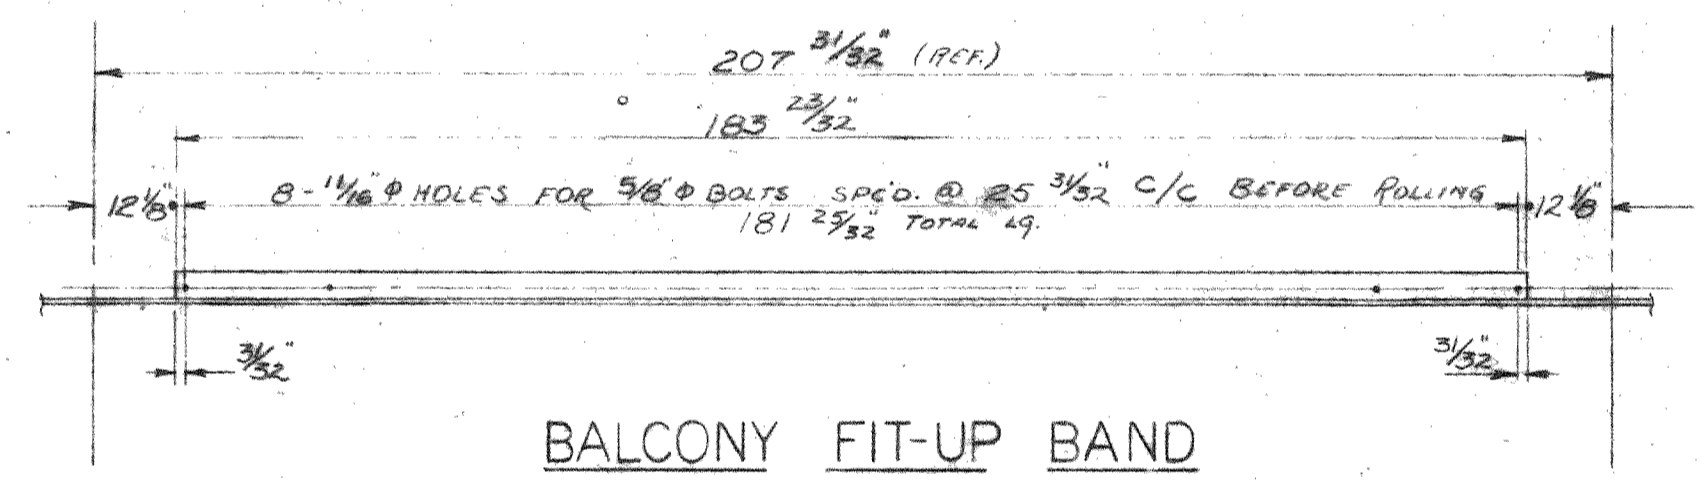 207 31/32" (REF.)
183 23/32"
12 1/8"
8-11/16"Φ HOLES FOR 5/8"Φ BOLTS SPC'D. @ 25 31/32" C/C BEFORE ROLLING
12 1/8"
181 25/32" TOTAL LG.
31/32"
31/32"
BALCONY FIT-UP BAND